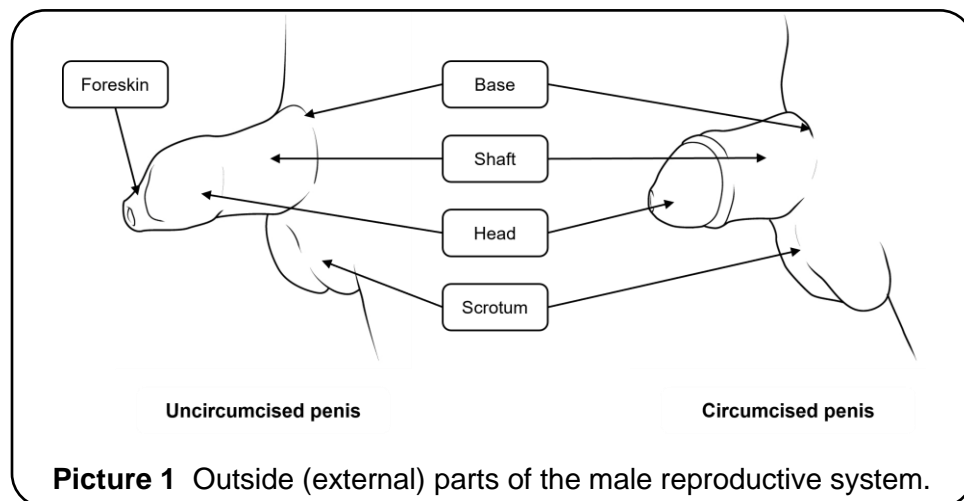 Foreskin
Base
Shaft
Head
Scrotum
Uncircumcised penis
Circumcised penis
Picture 1 Outside (external) parts of the male reproductive system.